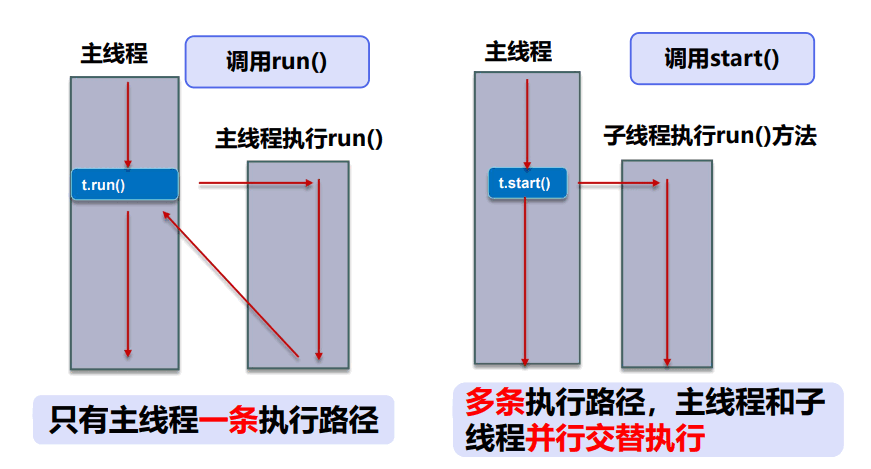 主线程
调用run()
主线程执行run()
t.run()
只有主线程一条执行路径
主线程
调用start()
子线程执行run()方法
t.start()
多条执行路径，主线程和子
线程并行交替执行